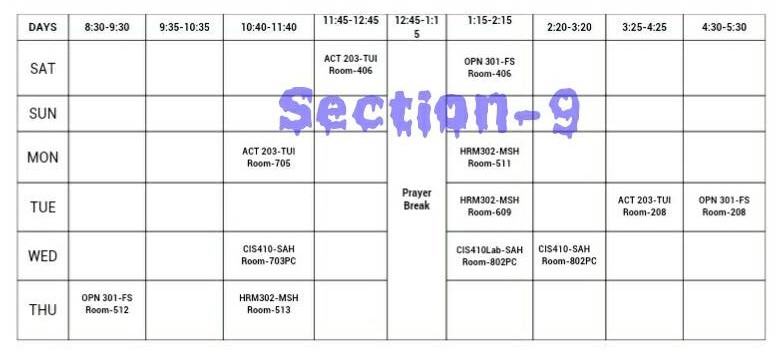 DAYS 8:30-9:30 9:35-10:35 10:40-11:40 11:45-12:45 12:45-1:1 1:15-2:15 2:20-3:20 3:25-4:25 4:30-5:30
5
SAT ACT 203-TUI OPN 301-FS
Room-406 Room-406
Section-9
SUN
MON ACT 203-TUI HRM302-MSH
Room-705 Room-511
Prayer
Break
TUE HRM302-MSH ACT 203-TUI OPN 301-FS
Room-609 Room-208 Room-208
WED CIS410-SAH CIS410Lab-SAH CIS410-SAH
Room-703PC Room-802PC Room-802PC
THU OPN 301-FS HRM302-MSH
Room-512 Room-513